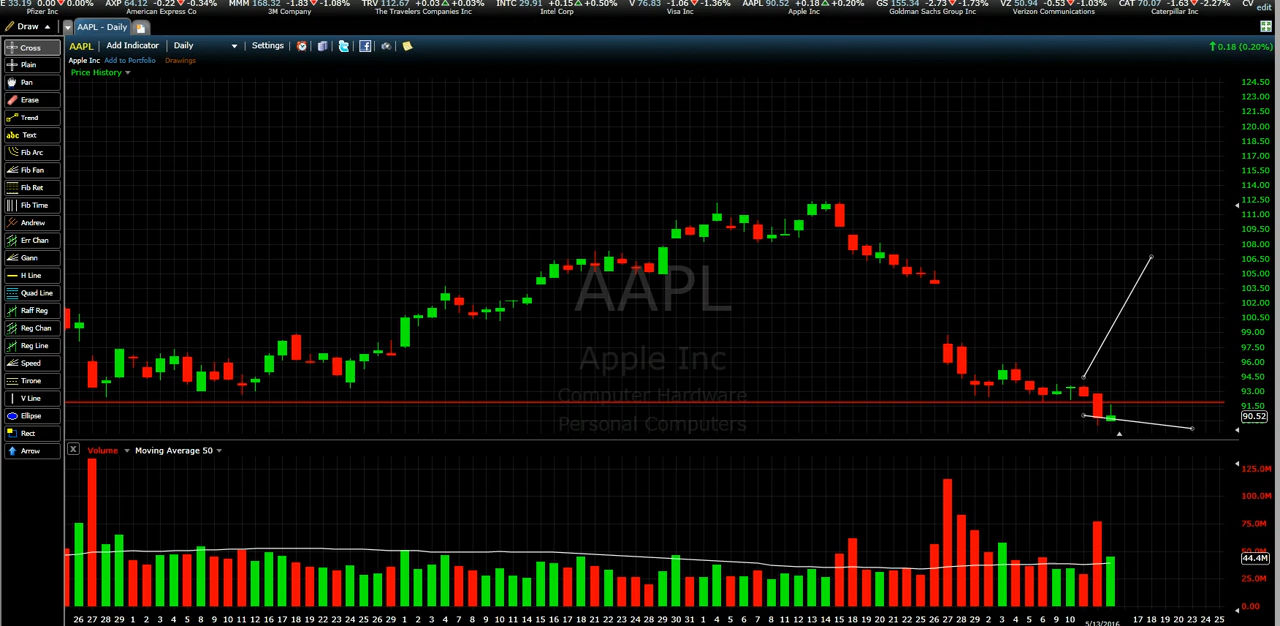 E 33.19 0.00 0.00% AXP 64.12 -0.22 -0.34% MMM 168.32 -1.83 -1.08% TRV 112.67 +0.03 +0.03% INTC 29.91 +0.15 +0.50% V 76.83 -1.06 -1.36% AAPL 90.52 +0.18 +0.20% GS 155.34 -2.73 -1.73% VZ 50.94 -0.53 -1.03% CAT 70.07 -1.63 -2.27% CV
Pfizer Inc American Express Co 3M Company The Travelers Companies Inc Intel Corp Visa Inc Apple Inc Goldman Sachs Group Inc Verizon Communications Caterpillar Inc edit
Draw AAPL - Daily
AAPL Add Indicator Daily Settings 0.18 (0.20%)
Apple Inc Add to Portfolio Drawings
Price History
Cross
Plain
Pan
Erase
Trend
abc Text
Fib Arc
Fib Fan
Fib Ret
Fib Time
Andrew
Err Chan
Gann
H Line
Quad Line
Raff Reg
Reg Chan
Reg Line
Speed
Tirone
V Line
Ellipse
Rect
Arrow
AAPL
Apple Inc
Computer Hardware
Personal Computers
124.50
123.00
121.50
120.00
118.50
117.00
115.50
114.00
112.50
111.00
109.50
108.00
106.50
105.00
103.50
102.00
100.50
99.00
97.50
96.00
94.50
93.00
91.50
90.52
X Volume Moving Average 50
125.0M
100.0M
75.0M
50.0M
44.4M
25.0M
0.00
26 27 28 29 1 2 3 4 5 8 9 10 11 12 16 17 18 19 22 23 24 25 26 29 1 2 3 4 5 8 9 10 11 14 15 16 17 18 21 22 23 24 28 29 30 31 1 4 5 6 7 8 11 12 13 14 15 18 19 20 21 22 25 26 27 28 29 2 3 4 5 6 9 10 17 18 19 20 23 24 25
5/13/2016